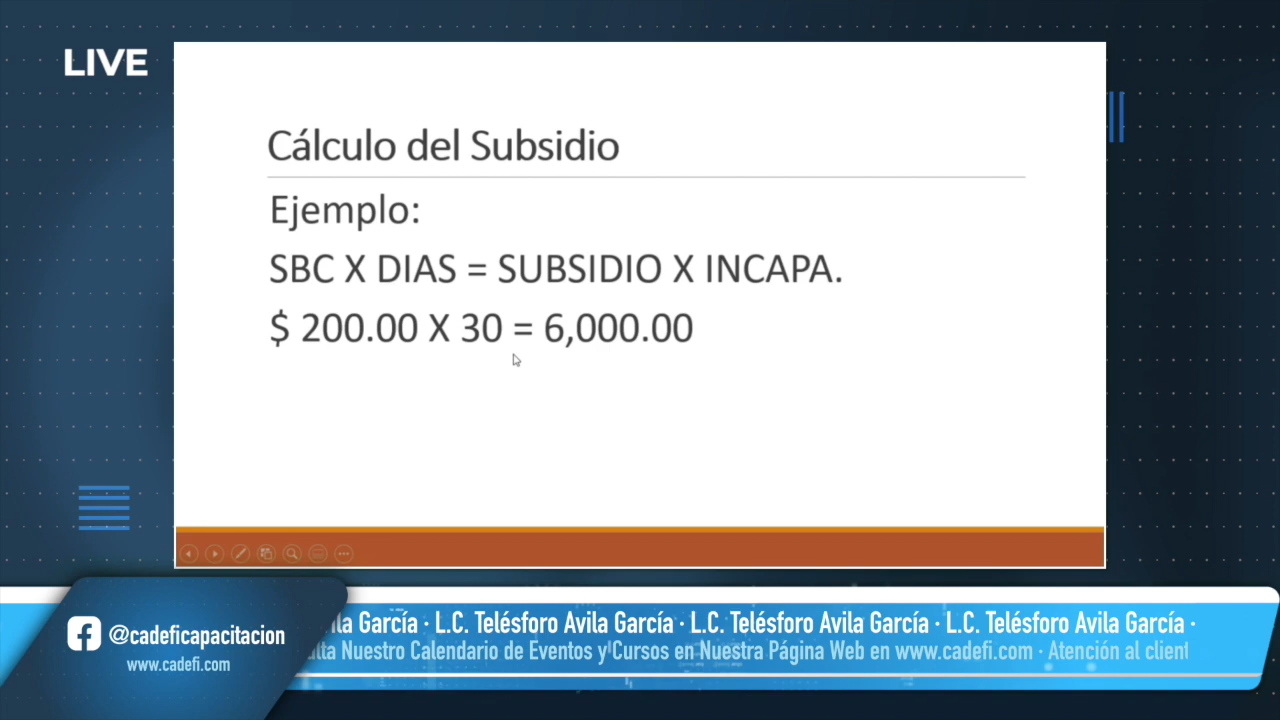 LIVE
Cálculo del Subsidio
Ejemplo:
SBC X DIAS = SUBSIDIO X INCAPA.
$ 200.00 X 30 = 6,000.00
@cadeficapacitacion
www.cadefi.com
García · L.C. Telésforo Avila García · L.C. Telésforo Avila García · L.C. Telésforo Avila García ·
Nuestro Calendario de Eventos y Cursos en Nuestra Página Web en www.cadefi.com · Atención al client